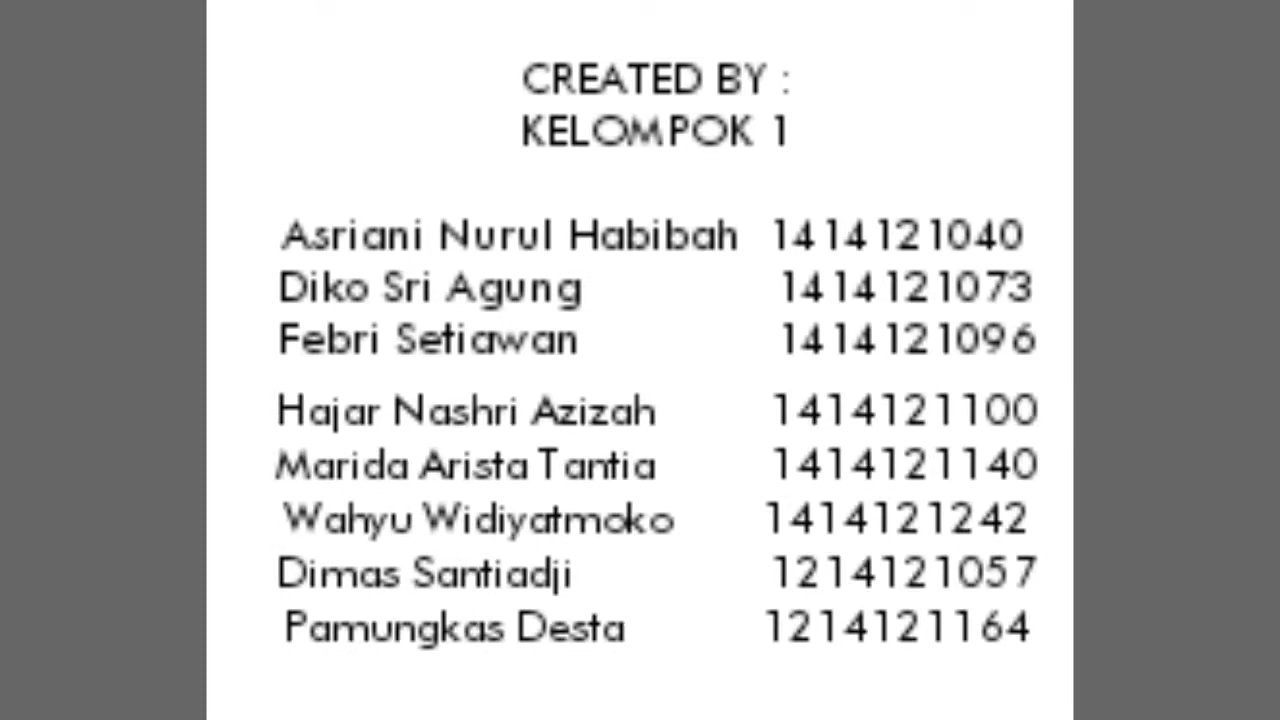 CREATED BY :
KELOMPOK 1
Asriani Nurul Habibah 1414121040
Diko Sri Agung 1414121073
Febri Setiawan 1414121096
Hajar Nashri Azizah 1414121100
Marida Arista Tantia 1414121140
Wahyu Widiyatmoko 1414121242
Dimas Santiadji 1214121057
Pamungkas Desta 1214121164